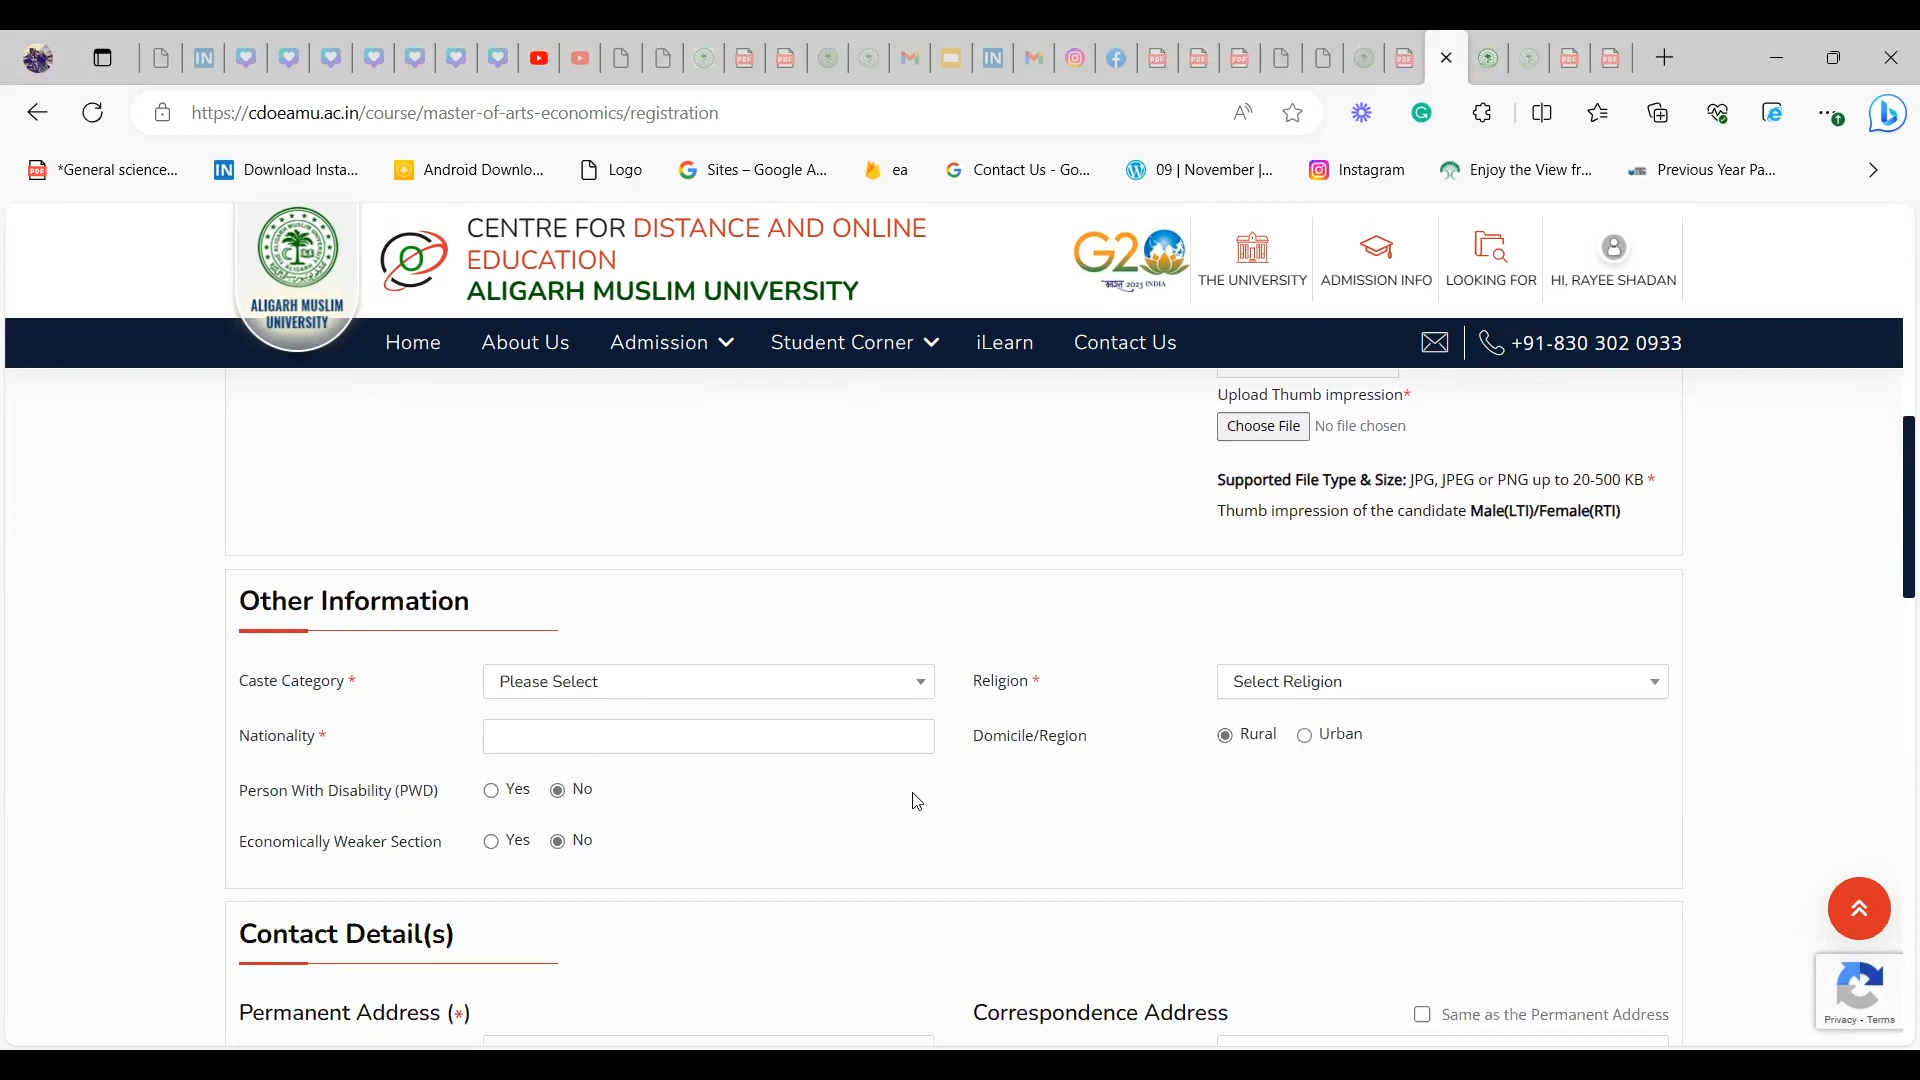 https://cdoeamu.ac.in/course/master-of-arts-economics/registration
*General science...
Download Insta...
Android Downlo...
Logo
Sites – Google A...
ea
Contact Us - Go...
09 | November |...
Instagram
Enjoy the View fr...
Previous Year Pa...
ALIGARH MUSLIM
UNIVERSITY
CENTRE FOR DISTANCE AND ONLINE
EDUCATION
ALIGARH MUSLIM UNIVERSITY
G20
भारत 2023 INDIA
THE UNIVERSITY
ADMISSION INFO
LOOKING FOR
HI, RAYEE SHADAN
Home
About Us
Admission
Student Corner
iLearn
Contact Us
+91-830 302 0933
Upload Thumb impression*
Choose File No file chosen
Supported File Type & Size: JPG, JPEG or PNG up to 20-500 KB *
Thumb impression of the candidate Male(LTI)/Female(RTI)
Other Information
Caste Category *
Please Select
Religion *
Select Religion
Nationality *
Domicile/Region
Rural
Urban
Person With Disability (PWD)
Yes
No
Economically Weaker Section
Yes
No
Contact Detail(s)
Permanent Address (*)
Correspondence Address
Same as the Permanent Address
Privacy - Terms